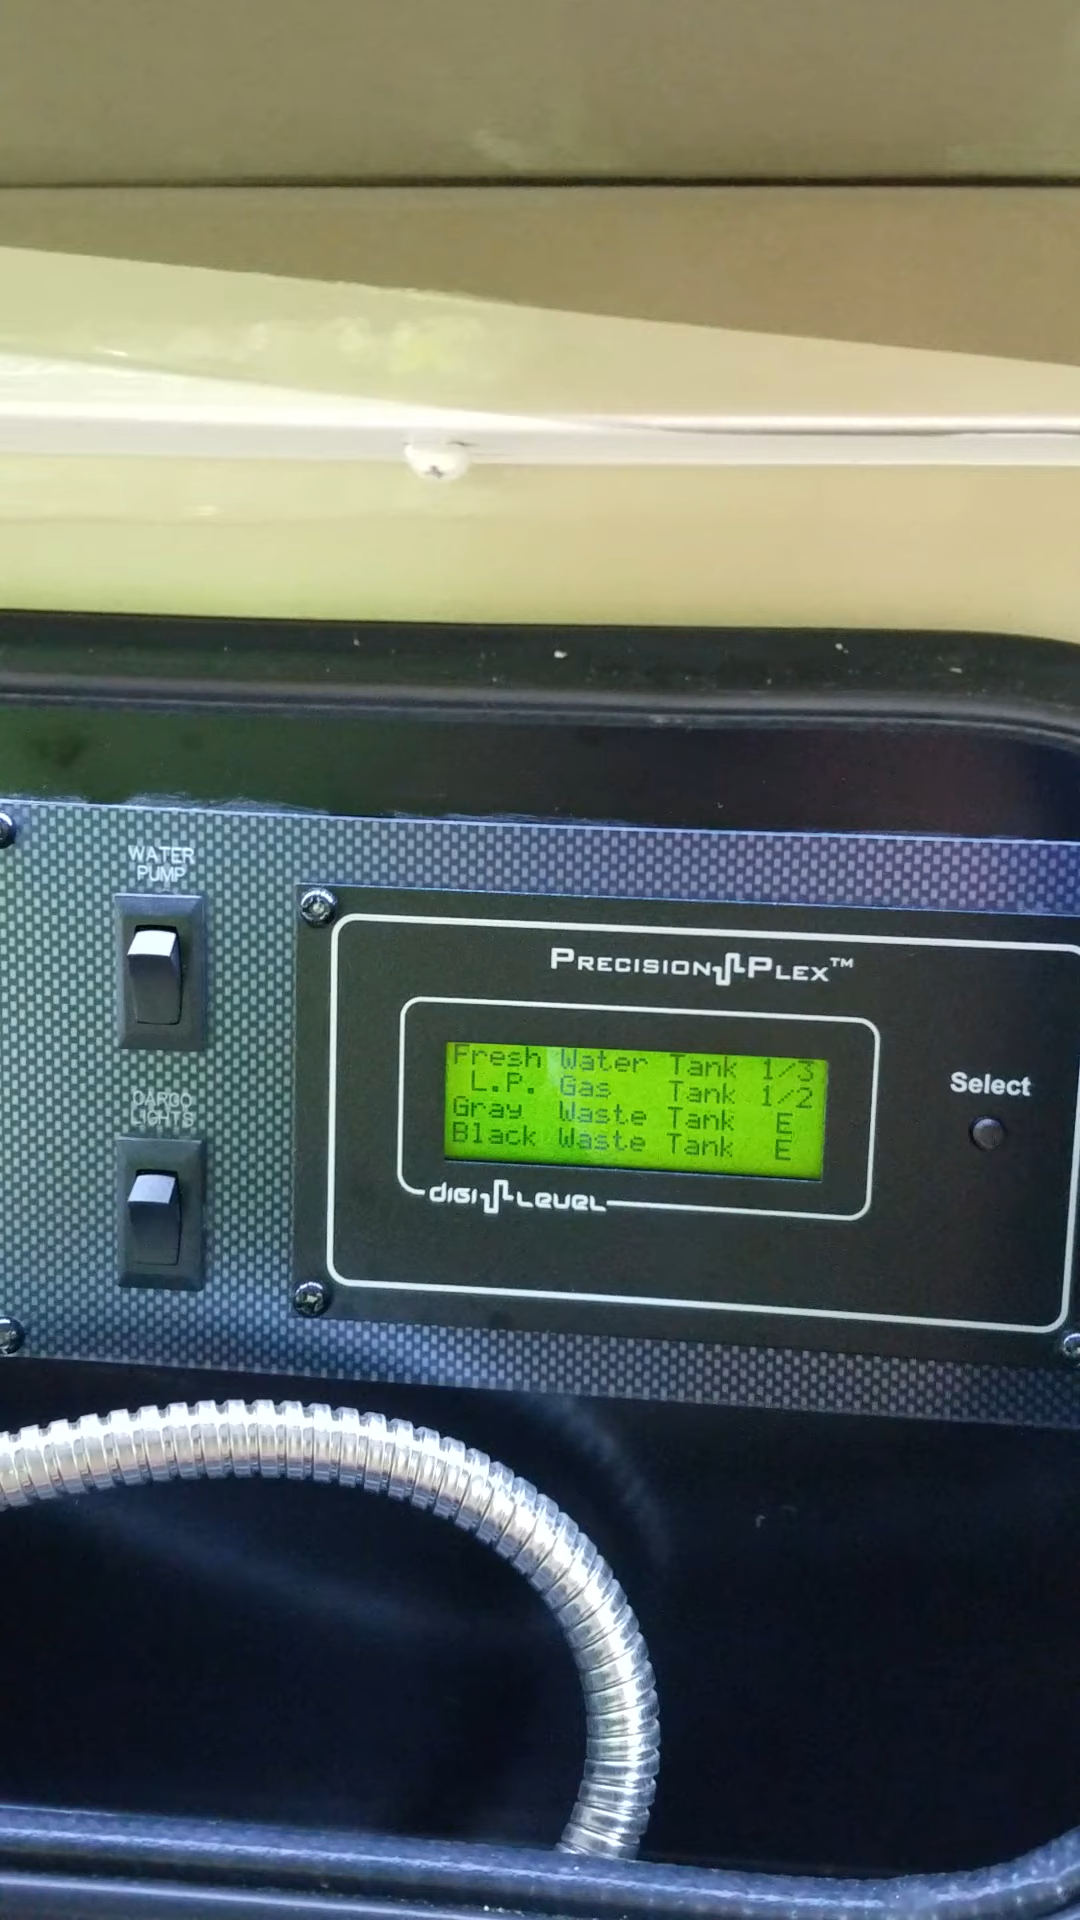 WATER
PUMP
PRECISION PLEX™
Fresh Water Tank 1/3
L.P. Gas Tank 1/2
Gray Waste Tank E
Black Waste Tank E
Select
DIGI LEVEL
CARGO
LIGHTS